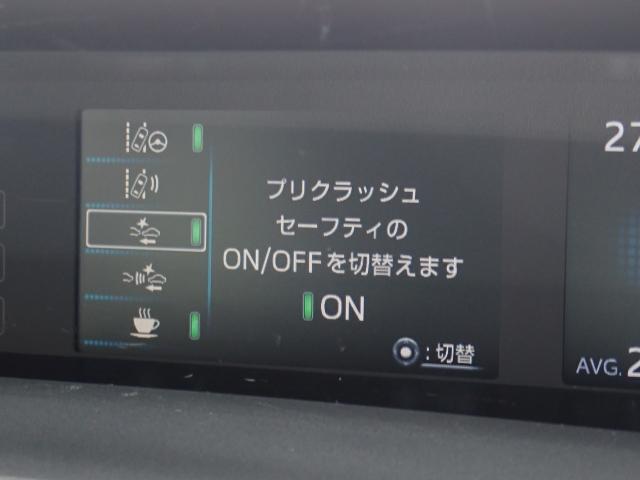 プリクラッシュ
セーフティの
ON/OFFを切替えます
ON
:切替
27
AVG. 2